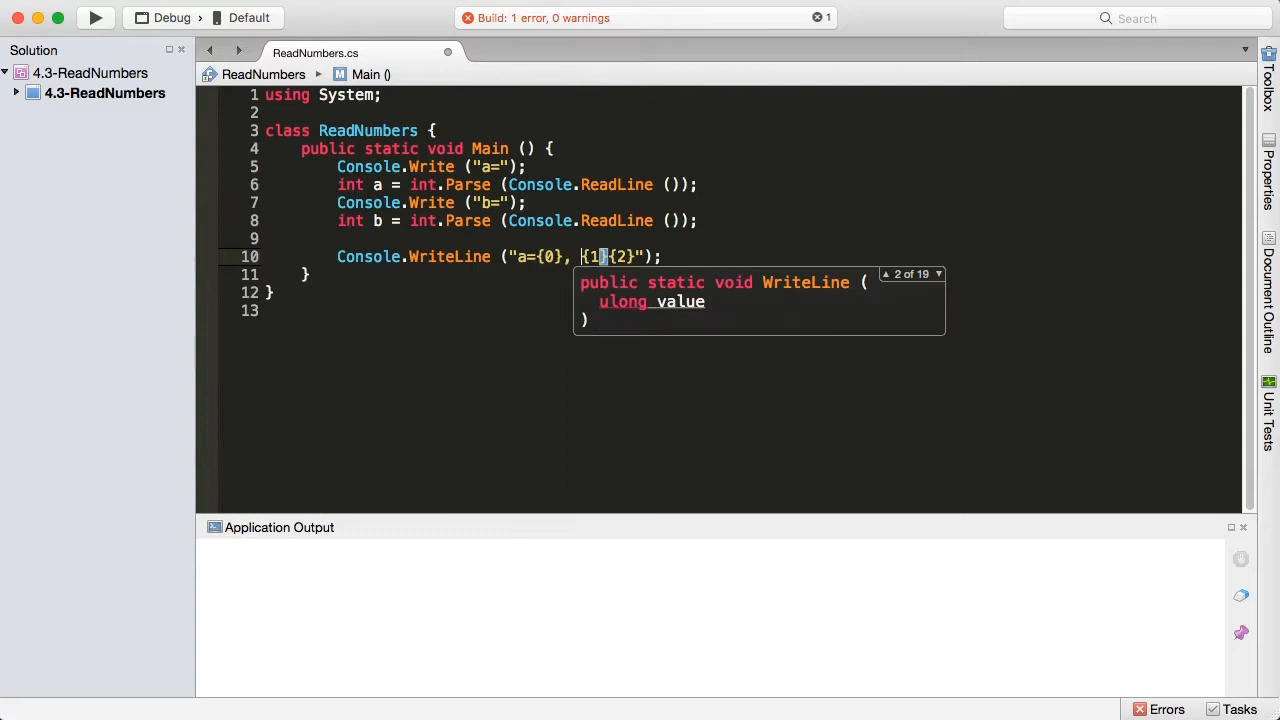 Debug
Default
Build: 1 error, 0 warnings
1
Search
Solution
4.3-ReadNumbers
4.3-ReadNumbers
ReadNumbers.cs
ReadNumbers
M Main ()
1 using System;
2
3 class ReadNumbers {
4 public static void Main () {
5 Console.Write ("a=");
6 int a = int.Parse (Console.ReadLine ());
7 Console.Write ("b=");
8 int b = int.Parse (Console.ReadLine ());
9
10 Console.WriteLine ("a={0}, {1}{2}");
11 }
12 }
13
2 of 19
public static void WriteLine (
ulong value
)
Application Output
Toolbox
Properties
Document Outline
Unit Tests
Errors
Tasks